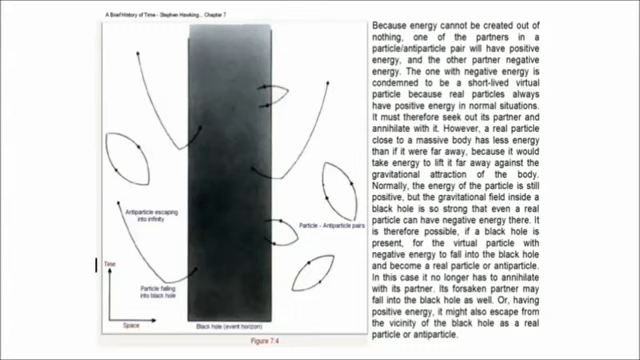 A Brief History of Time - Stephen Hawking... Chapter 7
Antiparticle escaping
into infinity
Particle - Antiparticle pairs
Time
Particle falling
into black hole
Space
Black hole (event horizon)
Figure 7.4
Because energy cannot be created out of
nothing, one of the partners in a
particle/antiparticle pair will have positive
energy, and the other partner negative
energy. The one with negative energy is
condemned to be a short-lived virtual
particle because real particles always
have positive energy in normal situations.
It must therefore seek out its partner and
annihilate with it. However, a real particle
close to a massive body has less energy
than if it were far away, because it would
take energy to lift it far away against the
gravitational attraction of the body.
Normally, the energy of the particle is still
positive, but the gravitational field inside a
black hole is so strong that even a real
particle can have negative energy there. It
is therefore possible, if a black hole is
present, for the virtual particle with
negative energy to fall into the black hole
and become a real particle or antiparticle.
In this case it no longer has to annihilate
with its partner. Its forsaken partner may
fall into the black hole as well. Or, having
positive energy, it might also escape from
the vicinity of the black hole as a real
particle or antiparticle.